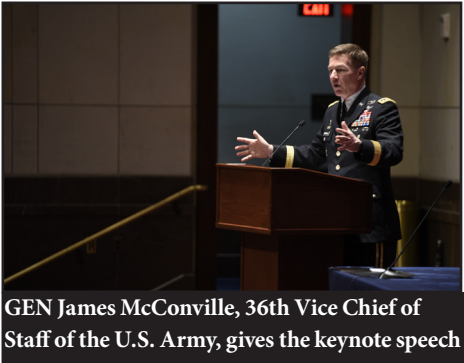 EXIT
GEN James McConville, 36th Vice Chief of
Staff of the U.S. Army, gives the keynote speech